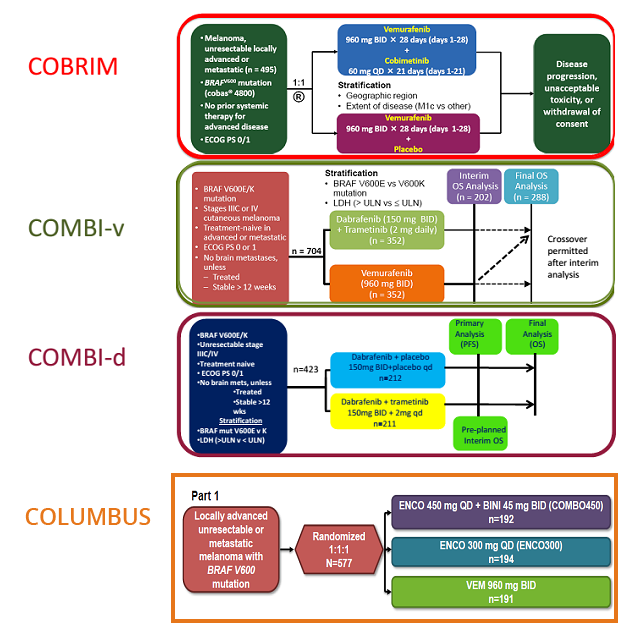 COBRIM
• Melanoma,
unresectable locally
advanced or
metastatic (n = 495)
• BRAFV600 mutation
(cobas® 4800)
• No prior systemic
therapy for
advanced disease
• ECOG PS 0/1
1:1
®
Vemurafenib
960 mg BID × 28 days (days 1-28)
+
Cobimetinib
60 mg QD × 21 days (days 1-21)
Stratification
• Geographic region
• Extent of disease (M1c vs other)
Vemurafenib
960 mg BID × 28 days (days 1-28)
+
Placebo
Disease
progression,
unacceptable
toxicity, or
withdrawal of
consent
COMBI-v
• BRAF V600E/K
mutation
• Stages IIIC or IV
cutaneous melanoma
• Treatment-naive in
advanced or metastatic
• ECOG PS 0 or 1
• No brain metastases,
unless
– Treated
– Stable > 12 weeks
n = 704
Stratification
• BRAF V600E vs V600K
mutation
• LDH (> ULN vs ≤ ULN)
Dabrafenib (150 mg BID)
+ Trametinib (2 mg daily)
(n = 352)
Vemurafenib
(960 mg BID)
(n = 352)
Interim
OS Analysis
(n = 202)
Final OS
Analysis
(n = 288)
Crossover
permitted
after interim
analysis
COMBI-d
•BRAF V600E/K
•Unresectable stage
IIIC/IV
•Treatment naive
•ECOG PS 0/1
•No brain mets, unless
•Treated
•Stable >12
wks
Stratification
•BRAF mut V600E v K
•LDH (>ULN v < ULN)
n=423
Dabrafenib + placebo
150mg BID+placebo qd
n=212
Dabrafenib + trametinib
150mg BID + 2mg qd
n=211
Primary
Analysis
(PFS)
Pre-planned
Interim OS
Final
Analysis
(OS)
COLUMBUS
Part 1
Locally advanced
unresectable or
metastatic
melanoma with
BRAF V600
mutation
Randomized
1:1:1
N=577
ENCO 450 mg QD + BINI 45 mg BID (COMBO450)
n=192
ENCO 300 mg QD (ENCO300)
n=194
VEM 960 mg BID
n=191